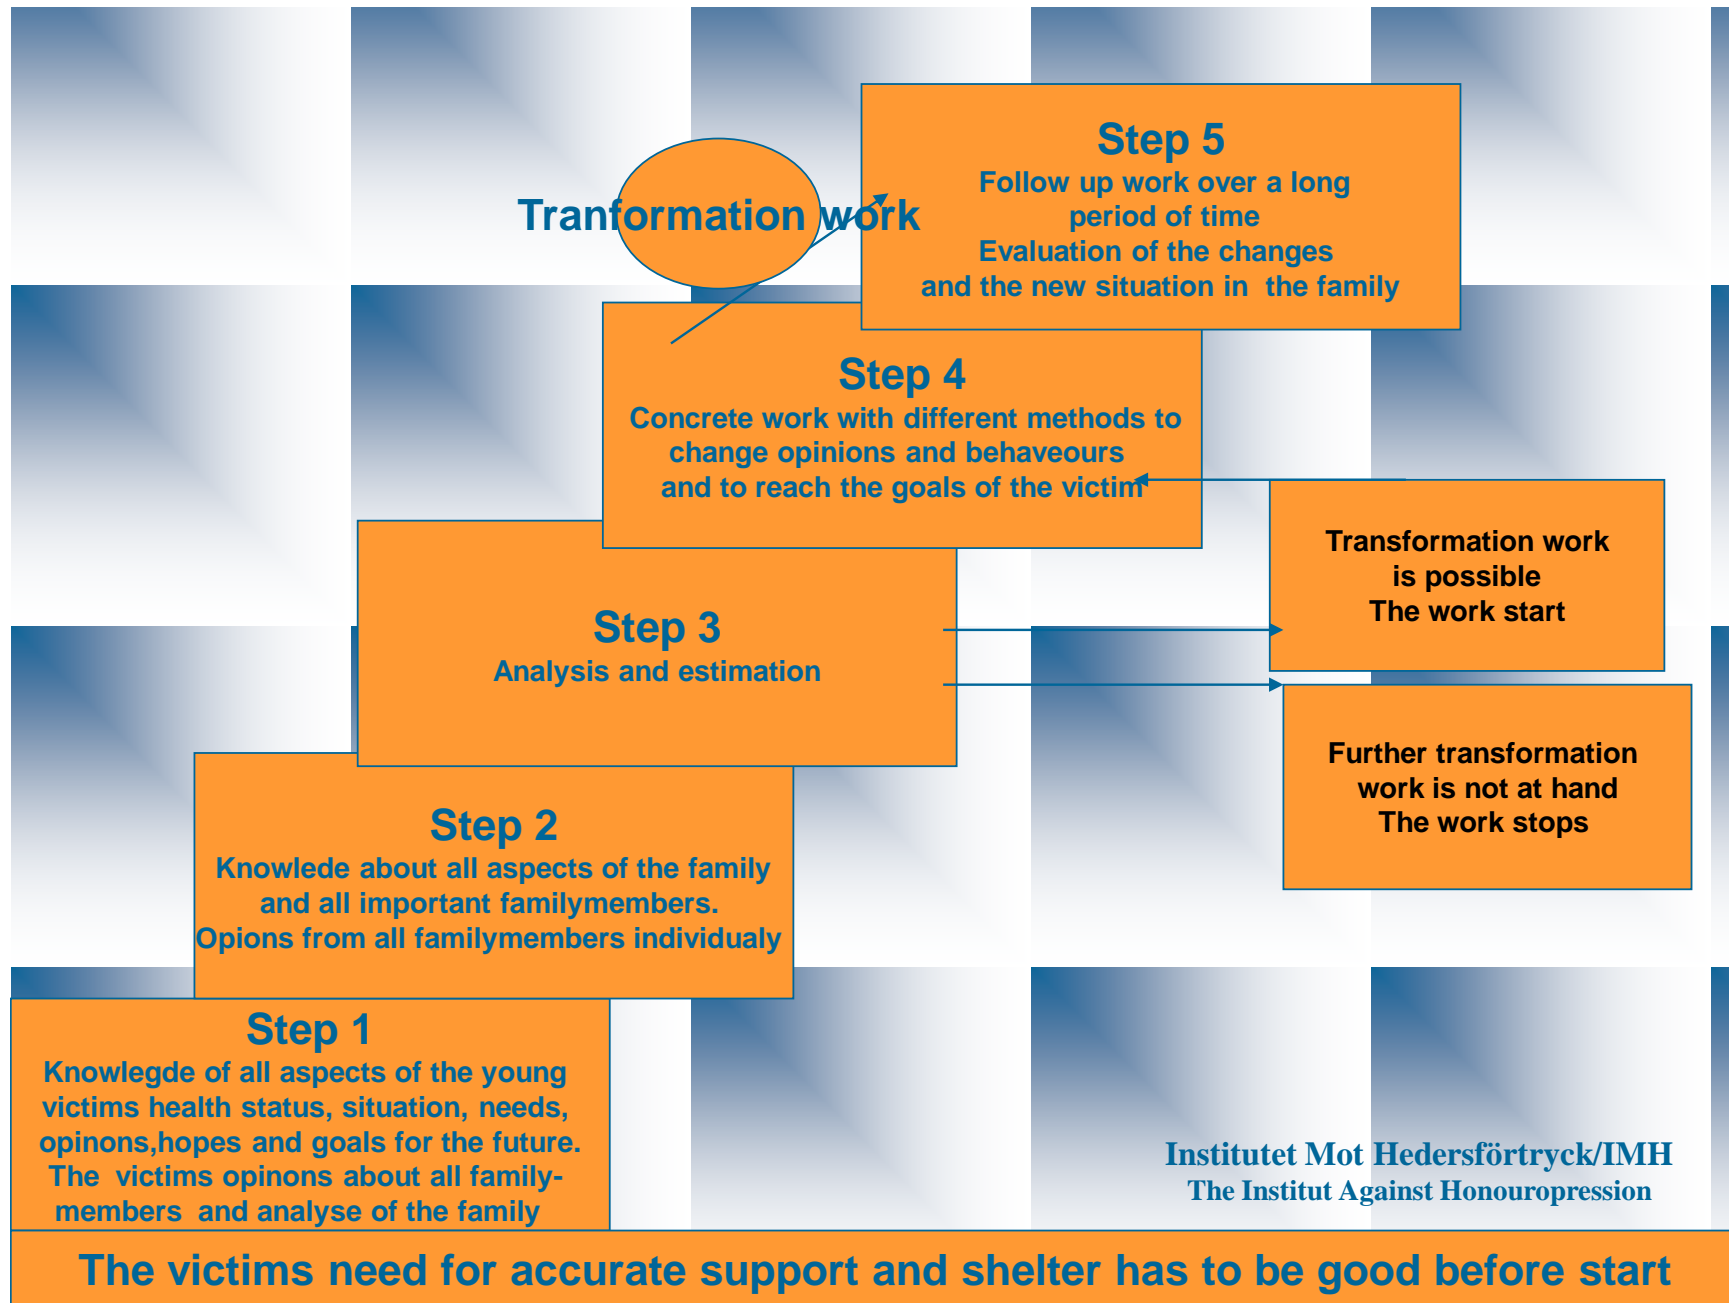 Step 5
Follow up work over a long
period of time
Evaluation of the changes
and the new situation in the family
Tranformation work
Step 4
Concrete work with different methods to
change opinions and behaveours
and to reach the goals of the victim
Transformation work
is possible
The work start
Step 3
Analysis and estimation
Further transformation
work is not at hand
The work stops
Step 2
Knowlede about all aspects of the family
and all important familymembers.
Opions from all familymembers individualy
Step 1
Knowlegde of all aspects of the young
victims health status, situation, needs,
opinons,hopes and goals for the future.
The victims opinons about all family-
members and analyse of the family
Institutet Mot Hedersförtryck/IMH
The Institut Against Honouropression
The victims need for accurate support and shelter has to be good before start